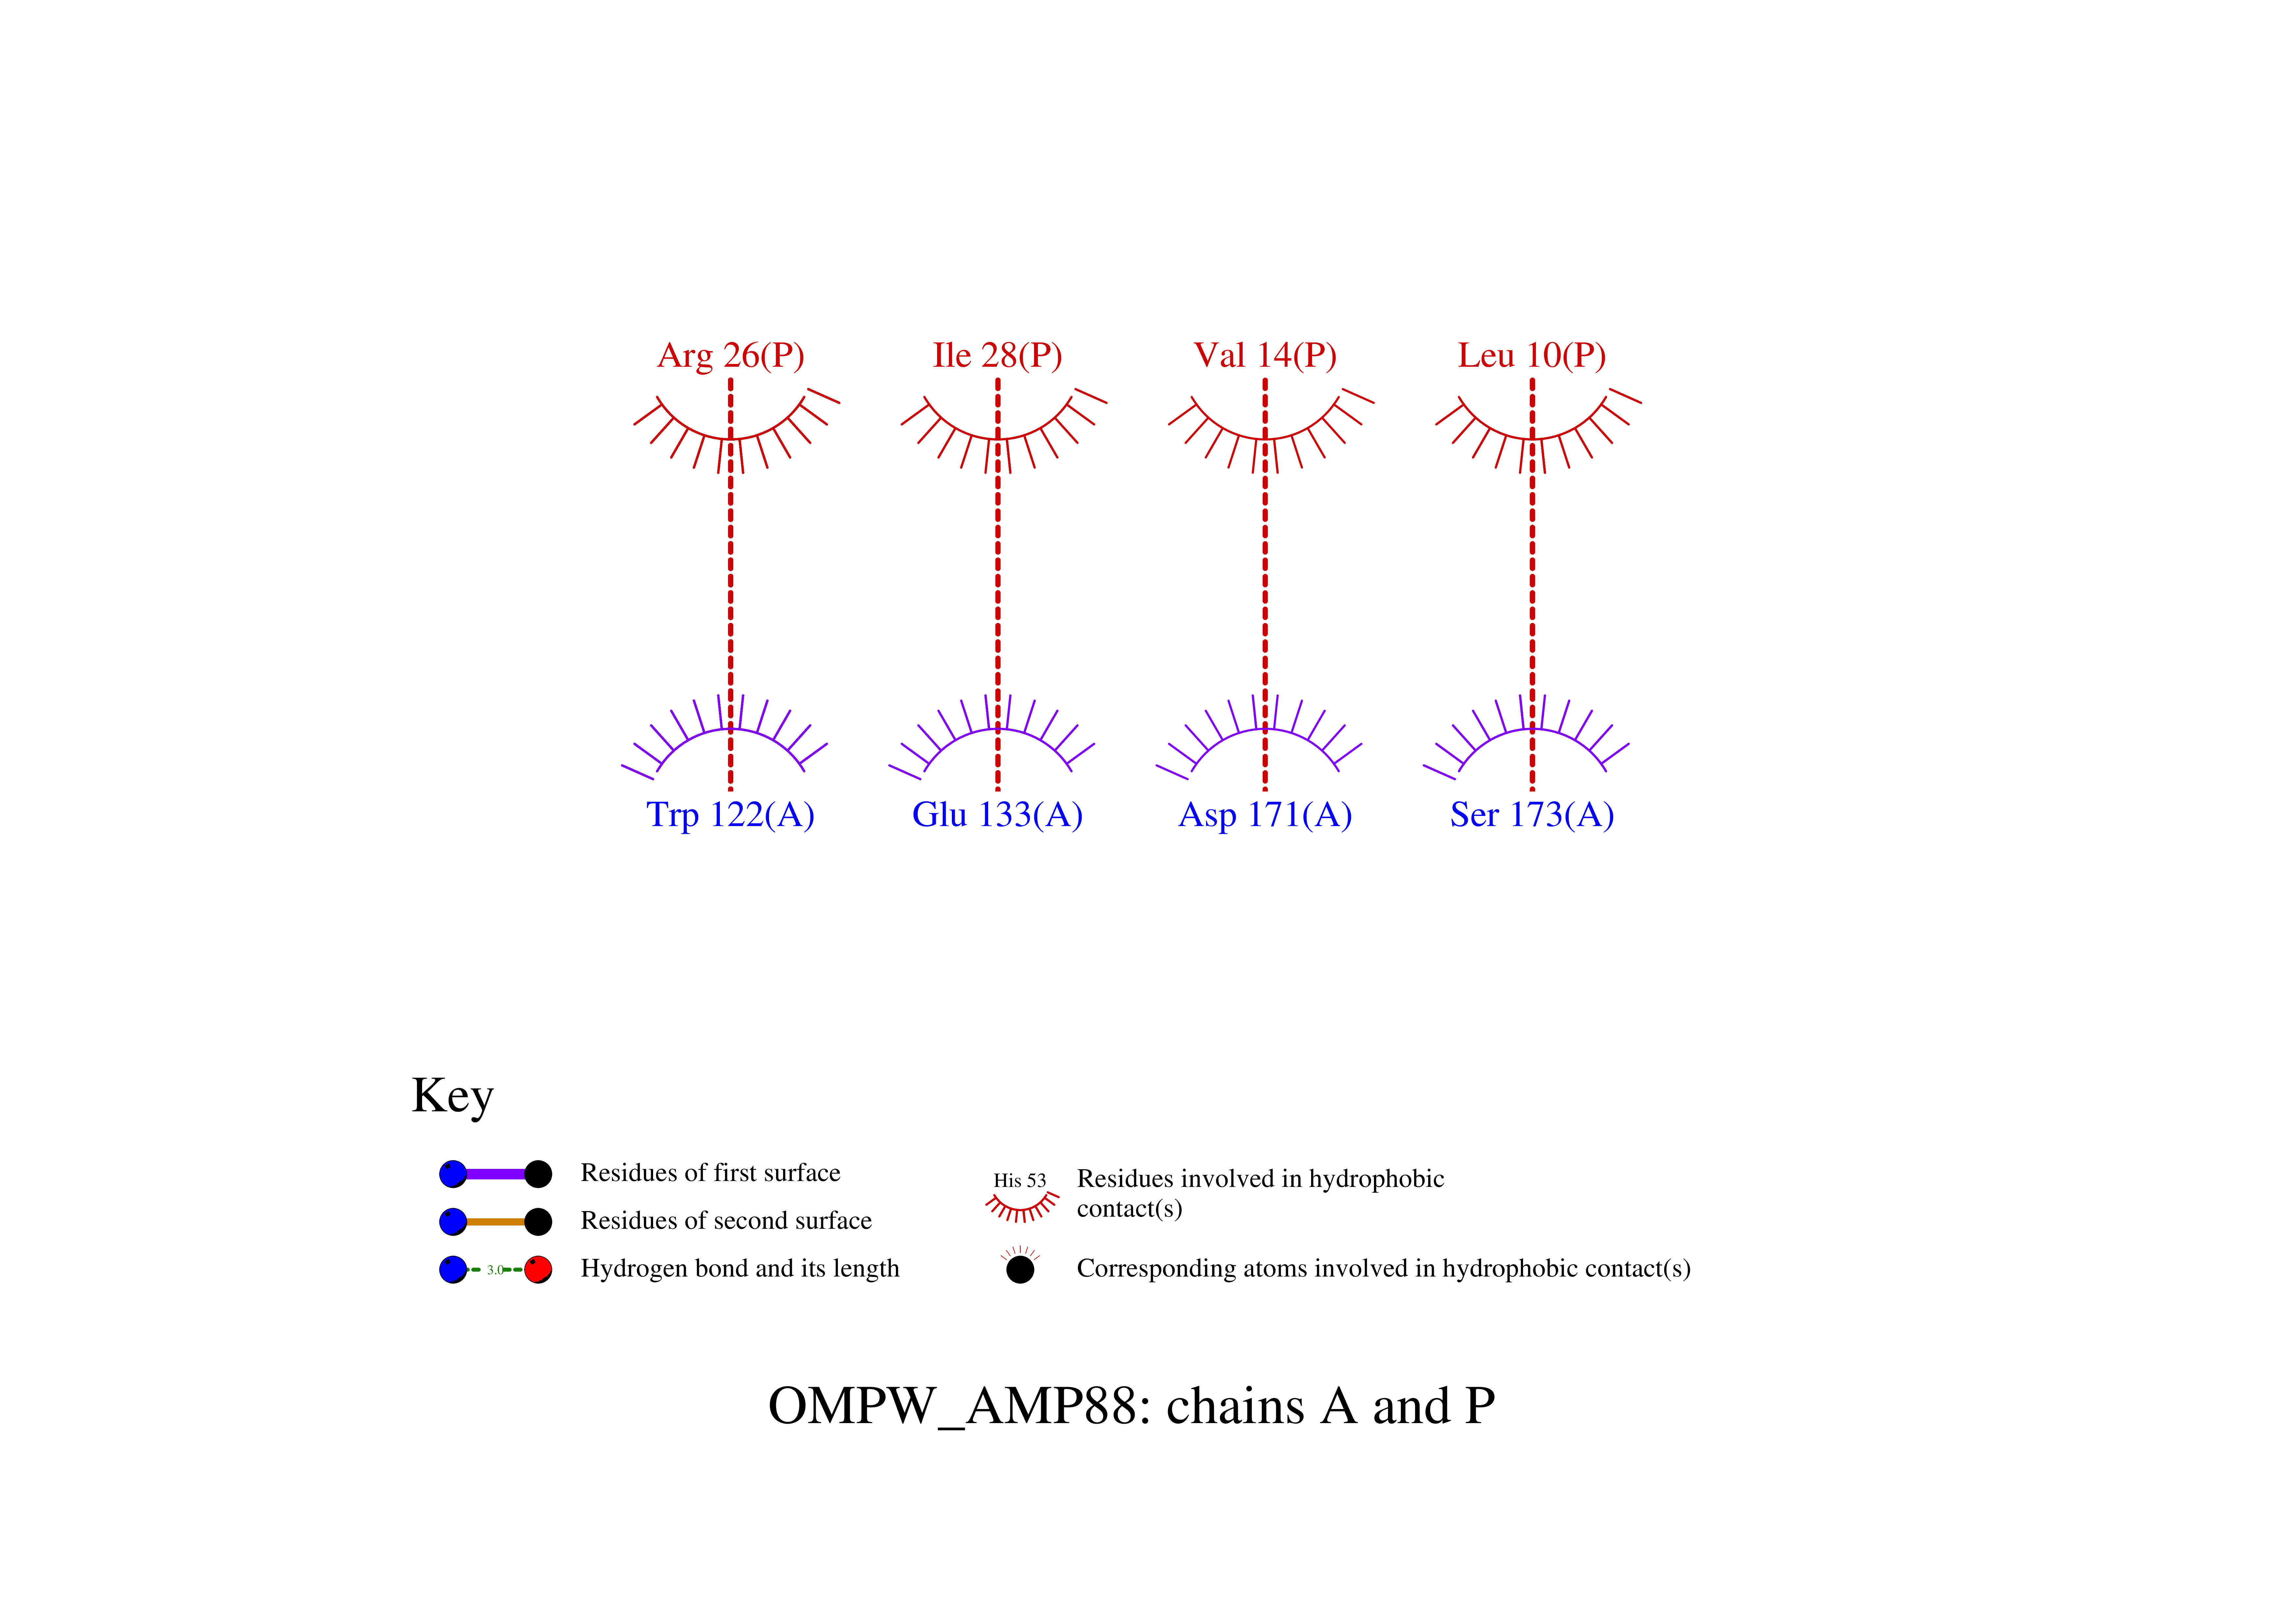 Arg 26(P) Ile 28(P) Val 14(P) Leu 10(P)
Trp 122(A) Glu 133(A) Asp 171(A) Ser 173(A)
Key
Residues of first surface
Residues of second surface
3.0 Hydrogen bond and its length
His 53 Residues involved in hydrophobic
contact(s)
Corresponding atoms involved in hydrophobic contact(s)
OMPW_AMP88: chains A and P